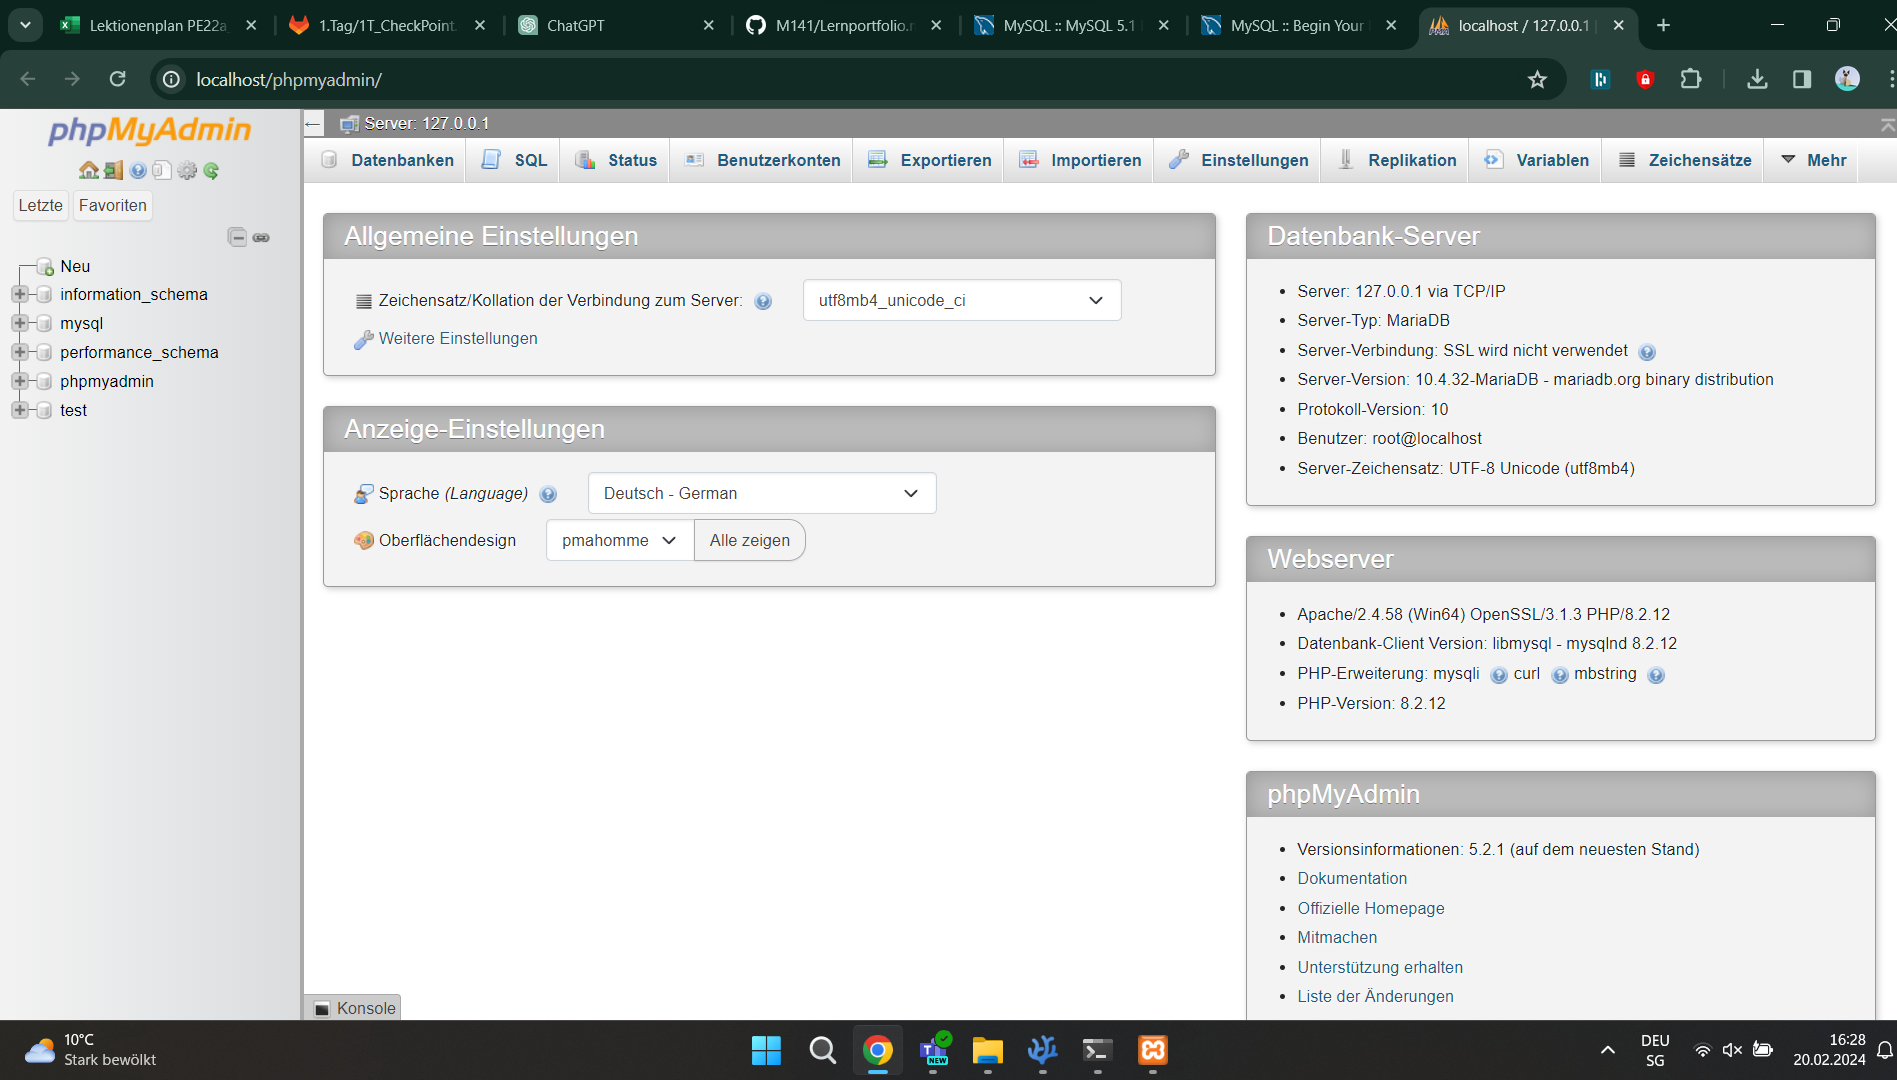 Lektionenplan PE22a
1.Tag/1T_CheckPoint.
ChatGPT
M141/Lernportfolio.
MySQL :: MySQL 5.1
MySQL :: Begin Your
localhost / 127.0.0.1 |
localhost/phpmyadmin/
phpMyAdmin
Letzte
Favoriten
Neu
information_schema
mysql
performance_schema
phpmyadmin
test
Server: 127.0.0.1
Datenbanken
SQL
Status
Benutzerkonten
Exportieren
Importieren
Einstellungen
Replikation
Variablen
Zeichensätze
Mehr
Allgemeine Einstellungen
Zeichensatz/Kollation der Verbindung zum Server:
utf8mb4_unicode_ci
Weitere Einstellungen
Anzeige-Einstellungen
Sprache (Language)
Deutsch - German
Oberflächendesign
pmahomme
Alle zeigen
Datenbank-Server
• Server: 127.0.0.1 via TCP/IP
• Server-Typ: MariaDB
• Server-Verbindung: SSL wird nicht verwendet
• Server-Version: 10.4.32-MariaDB - mariadb.org binary distribution
• Protokoll-Version: 10
• Benutzer: root@localhost
• Server-Zeichensatz: UTF-8 Unicode (utf8mb4)
Webserver
• Apache/2.4.58 (Win64) OpenSSL/3.1.3 PHP/8.2.12
• Datenbank-Client Version: libmysql - mysqlnd 8.2.12
• PHP-Erweiterung: mysqli curl mbstring
• PHP-Version: 8.2.12
phpMyAdmin
• Versionsinformationen: 5.2.1 (auf dem neuesten Stand)
• Dokumentation
• Offizielle Homepage
• Mitmachen
• Unterstützung erhalten
• Liste der Änderungen
Konsole
10°C
Stark bewölkt
NEW
DEU
SG
16:28
20.02.2024